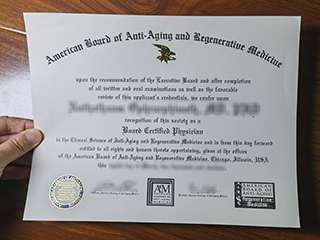 American Board of Anti-Aging and Regenerative Medicine
upon the recommendation of the Executive Board and after completion
of all written and oral examinations as well as the favorable
review of this applicant's credentials, we confer upon
recognition of this society as a
Board Certified Physician
in the Clinical Science of Anti-Aging and Regenerative Medicine and is from this day forward
entitled to all rights and honors thereto appertaining, given at the offices
of the American Board of Anti-Aging and Regenerative Medicine, Chicago, Illinois, USA
AMERICAN
BOARD OF
ANTI-AGING
Regenerative
Medicine